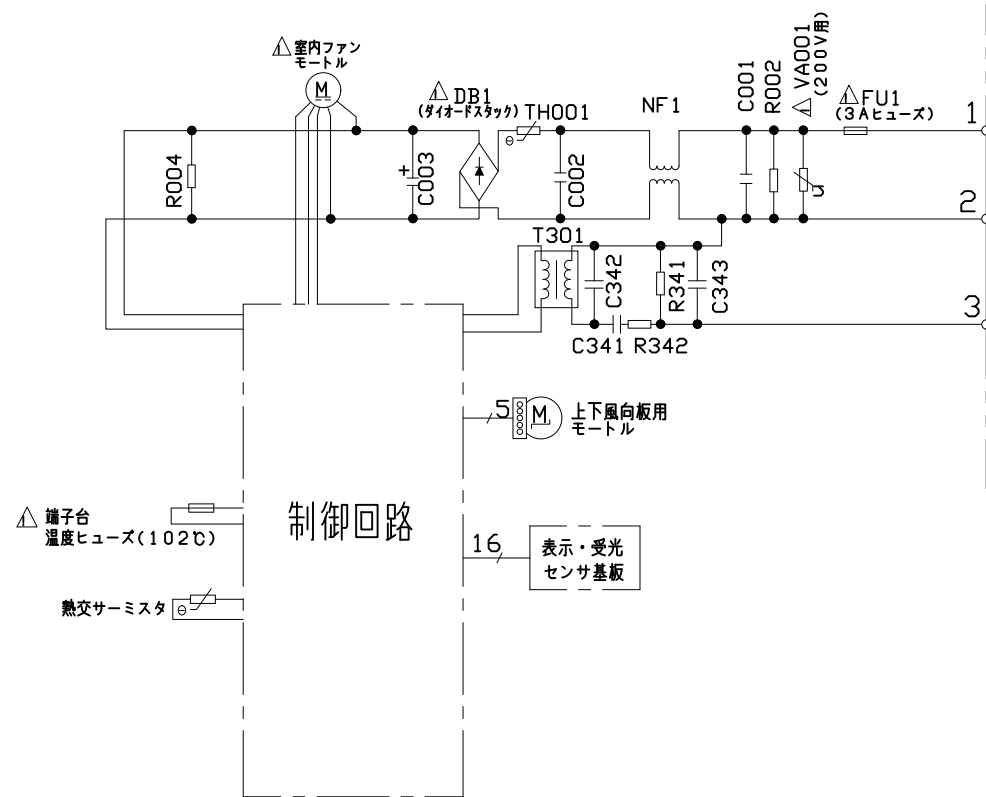 室内ファン
モートル
M
DB1
(ダイオードスタック)
TH001
NF1
C001
R002
VA001
(200V用)
FU1
(3Aヒューズ)
1
R004
+
C003
θ
C002
u
2
T301
C342
R341
C343
3
C341
R342
5
M
上下風向板用
モートル
端子台
温度ヒューズ(102℃)
制御回路
16
表示・受光
センサ基板
熱交サーミスタ
θ